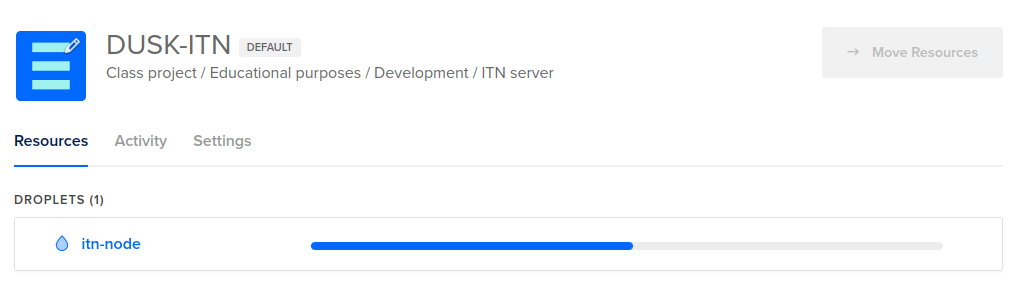 DUSK-ITN DEFAULT
Class project / Educational purposes / Development / ITN server
→ Move Resources
Resources Activity Settings
DROPLETS (1)
itn-node